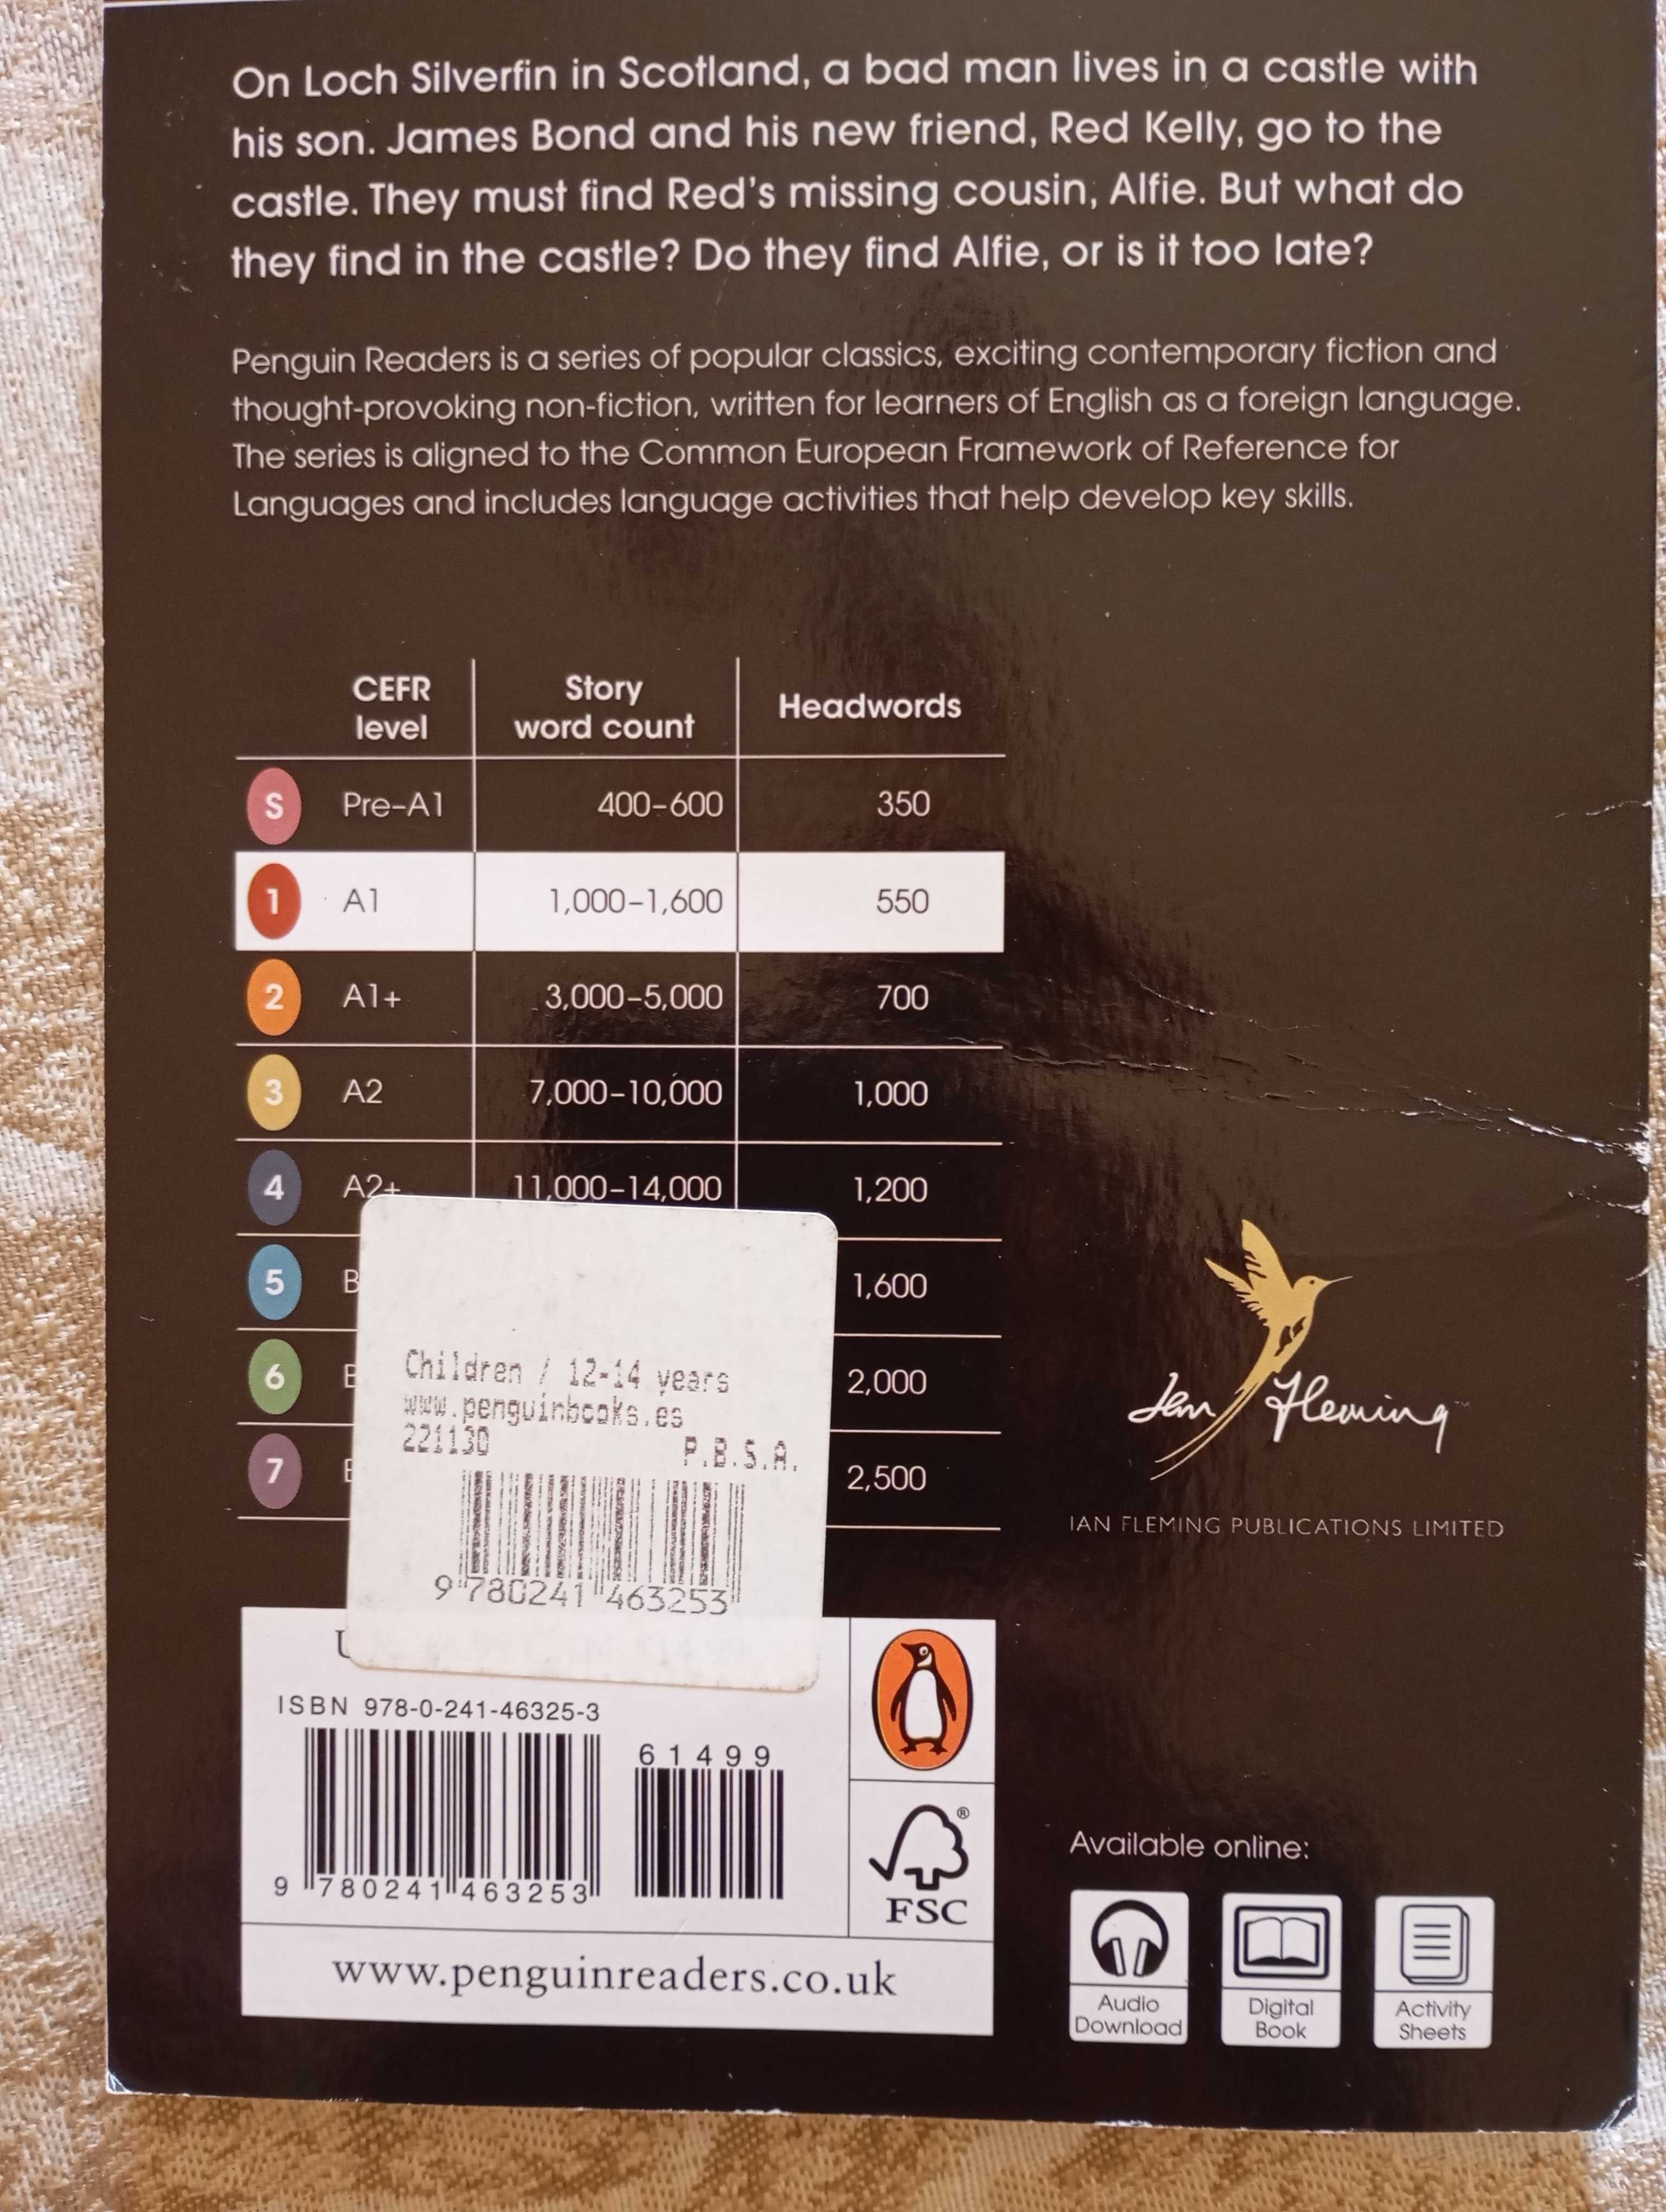 On Loch Silverfin in Scotland, a bad man lives in a castle with
his son. James Bond and his new friend, Red Kelly, go to the
castle. They must find Red's missing cousin, Alfie. But what do
they find in the castle? Do they find Alfie, or is it too late?
Penguin Readers is a series of popular classics, exciting contemporary fiction and
thought-provoking non-fiction, written for learners of English as a foreign language.
The series is aligned to the Common European Framework of Reference for
Languages and includes language activities that help develop key skills.
CEFR level Story word count Headwords
S Pre-A1 400-600 350
1 A1 1,000-1,600 550
2 A1+ 3,000-5,000 700
3 A2 7,000-10,000 1,000
4 A2+ 11,000-14,000 1,200
5 1,600
6 2,000
7 2,500
Children / 12-14 years
www.penguinbooks.es
221130 P.B.S.A.
9 780241 463253
Ian Fleming
IAN FLEMING PUBLICATIONS LIMITED
ISBN 978-0-241-46325-3
61499
9 780241 463253
®
FSC
www.penguinreaders.co.uk
Available online:
Audio Download
Digital Book
Activity Sheets